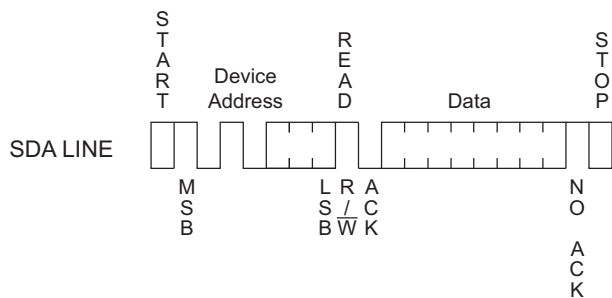 START
Device
Address
READ
Data
STOP
SDA LINE
MSB
LSB
R/W
ACK
NO ACK